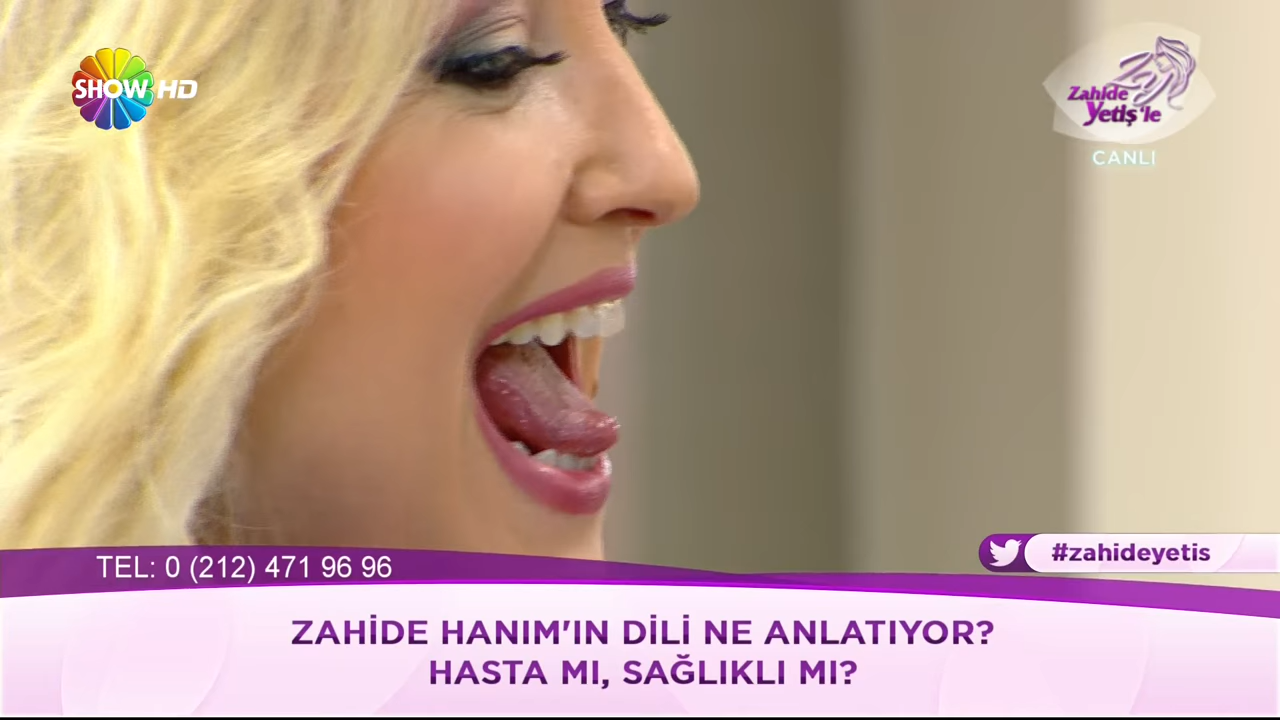 SHOW HD
Zahide
Yetiş'le
CANLI
TEL: 0 (212) 471 96 96
#zahideyetis
ZAHİDE HANIM'IN DİLİ NE ANLATIYOR?
HASTA MI, SAĞLIKLI MI?